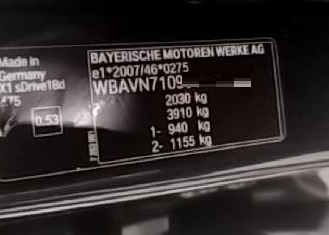 Made in
Germany
X1 sDrive18d
475
0.53
BAYERISCHE MOTOREN WERKE AG
e1*2007/46*0275
WBAVN7109
2030 kg
3910 kg
1- 940 kg
2- 1155 kg